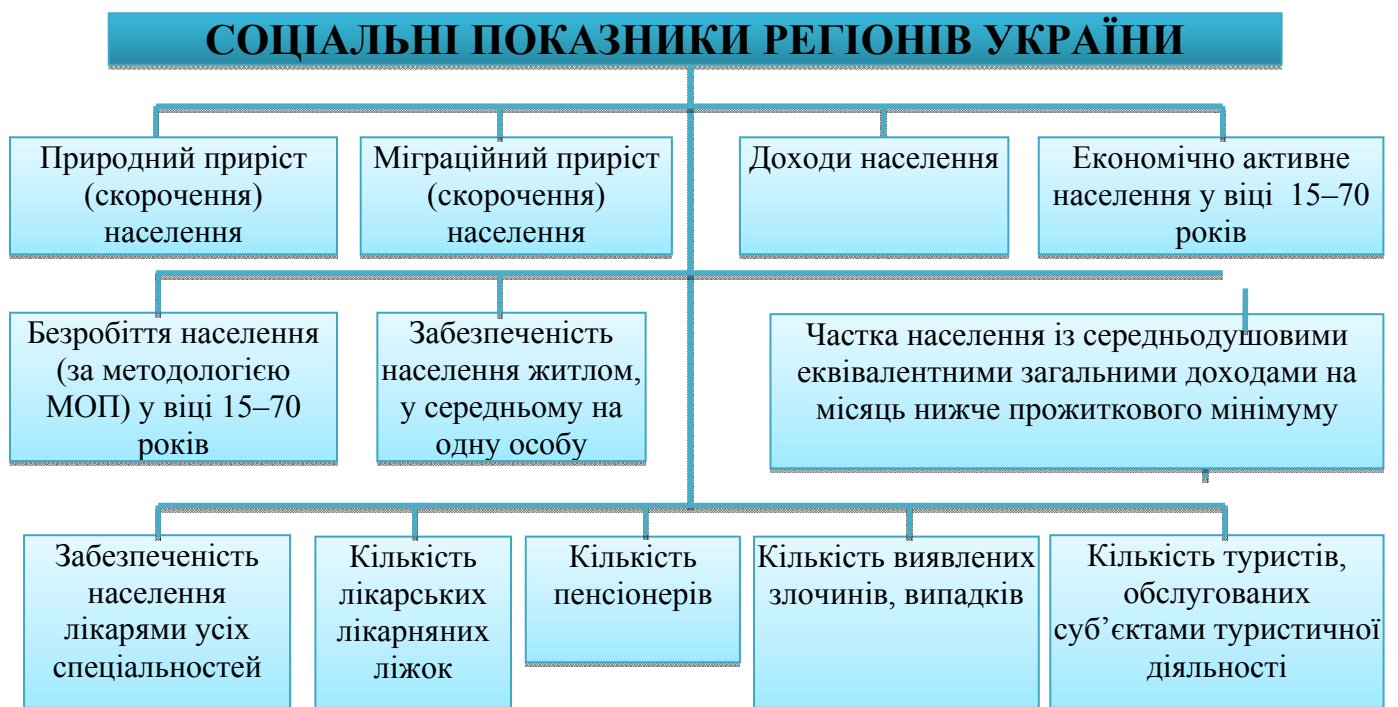 СОЦІАЛЬНІ ПОКАЗНИКИ РЕГІОНІВ УКРАЇНИ
Природний приріст
(скорочення)
населення
Міграційний приріст
(скорочення)
населення
Доходи населення
Економічно активне
населення у віці 15–70
років
Безробіття населення
(за методологією
МОП) у віці 15–70
років
Забезпеченість
населення житлом,
у середньому на
одну особу
Частка населення із середньодушовими
еквівалентними загальними доходами на
місяць нижче прожиткового мінімуму
Забезпеченість
населення
лікарями усіх
спеціальностей
Кількість
лікарських
лікарняних
ліжок
Кількість
пенсіонерів
Кількість виявлених
злочинів, випадків
Кількість туристів,
обслугованих
суб’єктами туристичної
діяльності